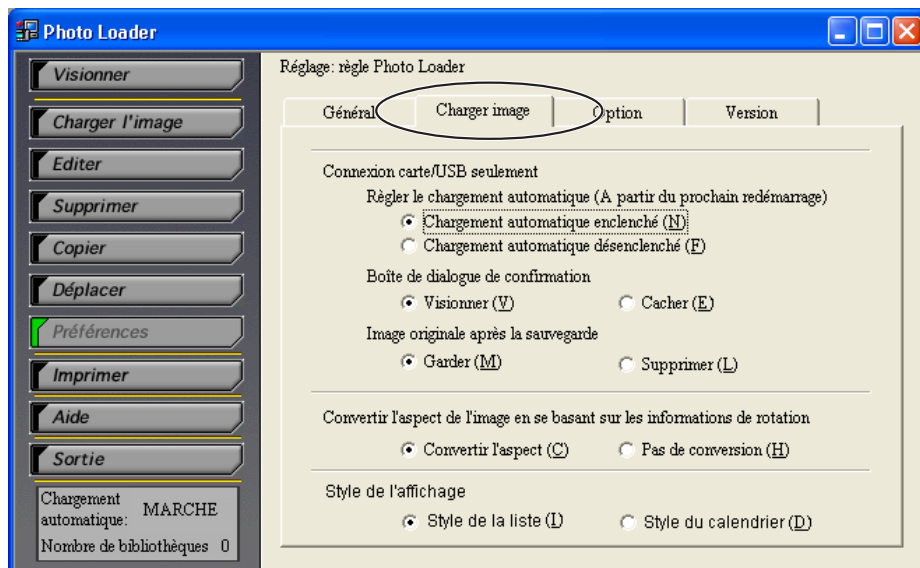 Photo Loader
Visionner
Charger l'image
Editer
Supprimer
Copier
Déplacer
Préférences
Imprimer
Aide
Sortie
Chargement automatique: MARCHE
Nombre de bibliothèques 0
Réglage: règle Photo Loader
Général Charger image Option Version
Connexion carte/USB seulement
Règler le chargement automatique (A partir du prochain redémarrage)
Chargement automatique enclenché (N)
Chargement automatique désenclenché (F)
Boîte de dialogue de confirmation
Visionner (V) Cacher (E)
Image originale après la sauvegarde
Garder (M) Supprimer (L)
Convertir l'aspect de l'image en se basant sur les informations de rotation
Convertir l'aspect (C) Pas de conversion (H)
Style de l'affichage
Style de la liste (I) Style du calendrier (D)